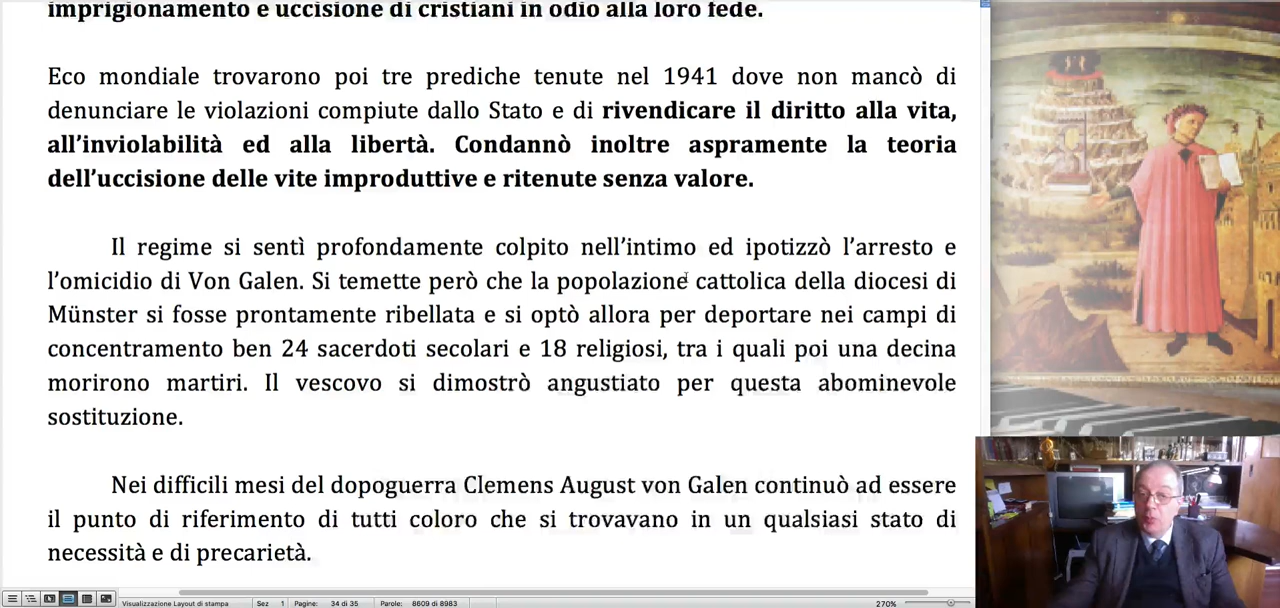 imprigionamento e uccisione di cristiani in odio alla loro fede.
Eco mondiale trovarono poi tre prediche tenute nel 1941 dove non mancò di
denunciare le violazioni compiute dallo Stato e di rivendicare il diritto alla vita,
all'inviolabilità ed alla libertà. Condannò inoltre aspramente la teoria
dell'uccisione delle vite improduttive e ritenute senza valore.
Il regime si sentì profondamente colpito nell'intimo ed ipotizzò l'arresto e
l'omicidio di Von Galen. Si temette però che la popolazione cattolica della diocesi di
Münster si fosse prontamente ribellata e si optò allora per deportare nei campi di
concentramento ben 24 sacerdoti secolari e 18 religiosi, tra i quali poi una decina
morirono martiri. Il vescovo si dimostrò angustiato per questa abominevole
sostituzione.
Nei difficili mesi del dopoguerra Clemens August von Galen continuò ad essere
il punto di riferimento di tutti coloro che si trovavano in un qualsiasi stato di
necessità e di precarietà.
Visualizzazione Layout di stampa Sez 1 Pagine: 34 di 35 Parole: 8609 di 8983 270%